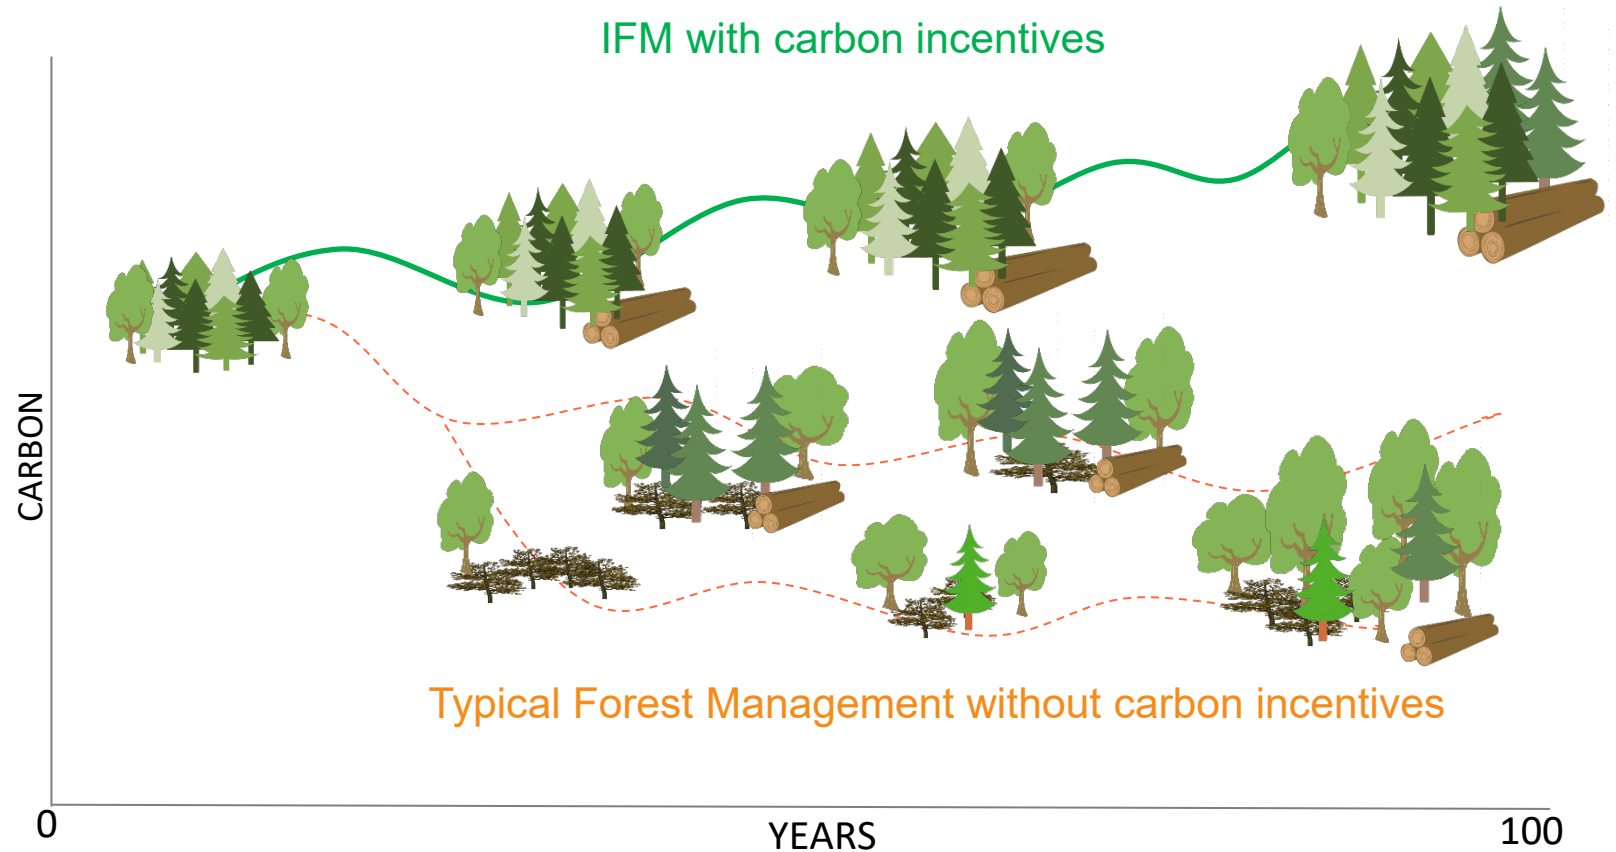 IFM with carbon incentives
CARBON
Typical Forest Management without carbon incentives
0
YEARS
100